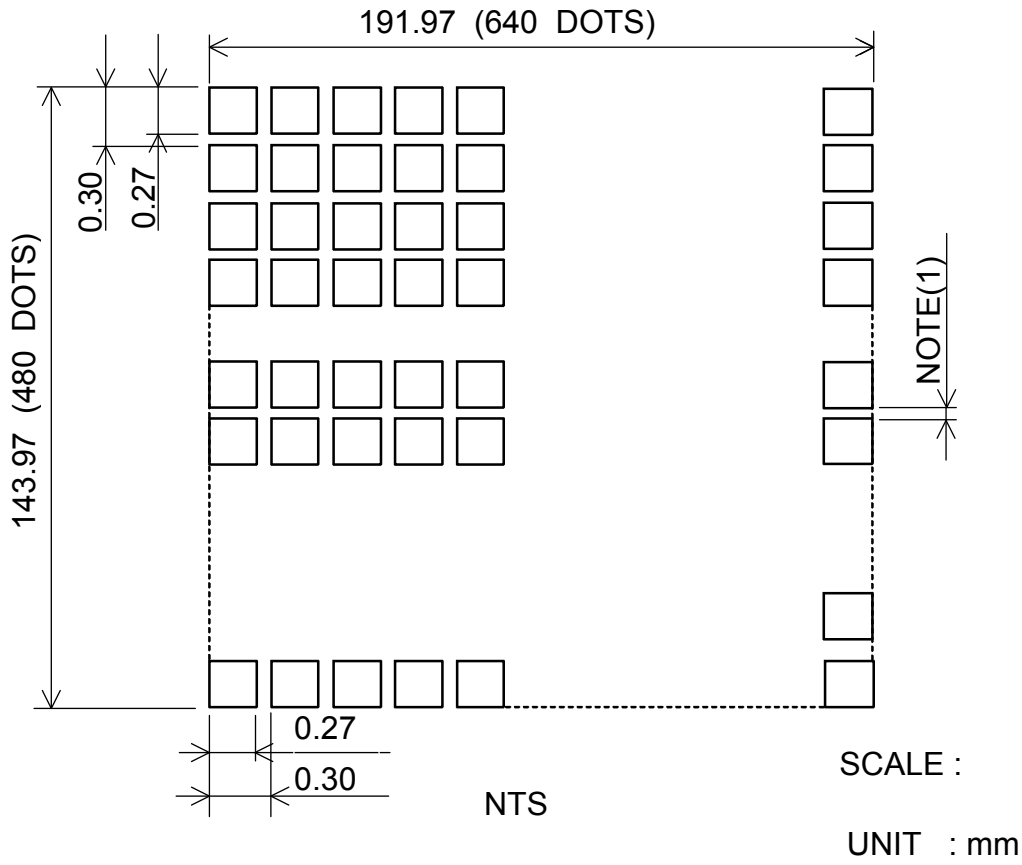 191.97 (640 DOTS)
0.30
0.27
143.97 (480 DOTS)
NOTE(1)
0.27
0.30
SCALE :
NTS
UNIT : mm